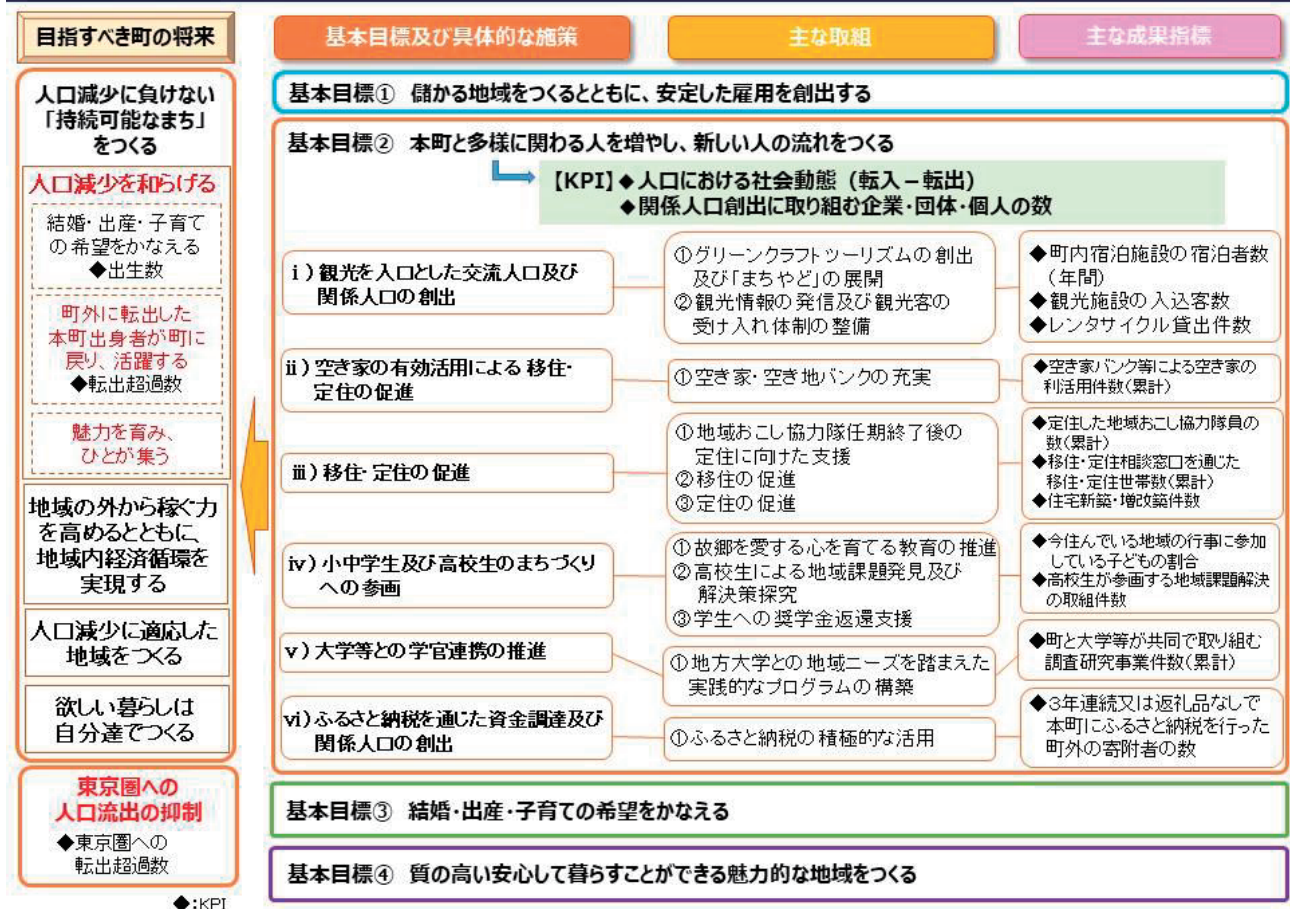 目指すべき町の将来
基本目標及び具体的な施策
主な取組
主な成果指標
人口減少に負けない
「持続可能なまち」
をつくる
人口減少を和らげる
結婚・出産・子育て
の希望をかなえる
◆出生数
町外に転出した
本町出身者が町に
戻り、活躍する
◆転出超過数
魅力を育み、
ひとが集う
地域の外から稼ぐ力
を高めるとともに、
地域内経済循環を
実現する
人口減少に適応した
地域をつくる
欲しい暮らしは
自分達でつくる
東京圏への
人口流出の抑制
◆東京圏への
転出超過数
◆:KPI
基本目標① 儲かる地域をつくるとともに、安定した雇用を創出する
基本目標② 本町と多様に関わる人を増やし、新しい人の流れをつくる
【KPI】◆人口における社会動態（転入－転出）
◆関係人口創出に取り組む企業・団体・個人の数
ⅰ)観光を入口とした交流人口及び
関係人口の創出
①グリーンクラフトツーリズムの創出
及び「まちやど」の展開
②観光情報の発信及び観光客の
受け入れ体制の整備
◆町内宿泊施設の宿泊者数
(年間)
◆観光施設の入込客数
◆レンタサイクル貸出件数
ⅱ)空き家の有効活用による移住・
定住の促進
①空き家・空き地バンクの充実
◆空き家バンク等による空き家の
利活用件数(累計)
ⅲ)移住・定住の促進
①地域おこし協力隊任期終了後の
定住に向けた支援
②移住の促進
③定住の促進
◆定住した地域おこし協力隊員の
数(累計)
◆移住・定住相談窓口を通じた
移住・定住世帯数(累計)
◆住宅新築・増改築件数
ⅳ)小中学生及び高校生のまちづくり
への参画
①故郷を愛する心を育てる教育の推進
②高校生による地域課題発見及び
解決策探究
③学生への奨学金返還支援
◆今住んでいる地域の行事に参加
している子どもの割合
◆高校生が参画する地域課題解決
の取組件数
ⅴ)大学等との学官連携の推進
①地方大学との地域ニーズを踏まえた
実践的なプログラムの構築
◆町と大学等が共同で取り組む
調査研究事業件数(累計)
ⅵ)ふるさと納税を通じた資金調達及び
関係人口の創出
①ふるさと納税の積極的な活用
◆3年連続又は返礼品なしで
本町にふるさと納税を行った
町外の寄附者の数
基本目標③ 結婚・出産・子育ての希望をかなえる
基本目標④ 質の高い安心して暮らすことができる魅力的な地域をつくる